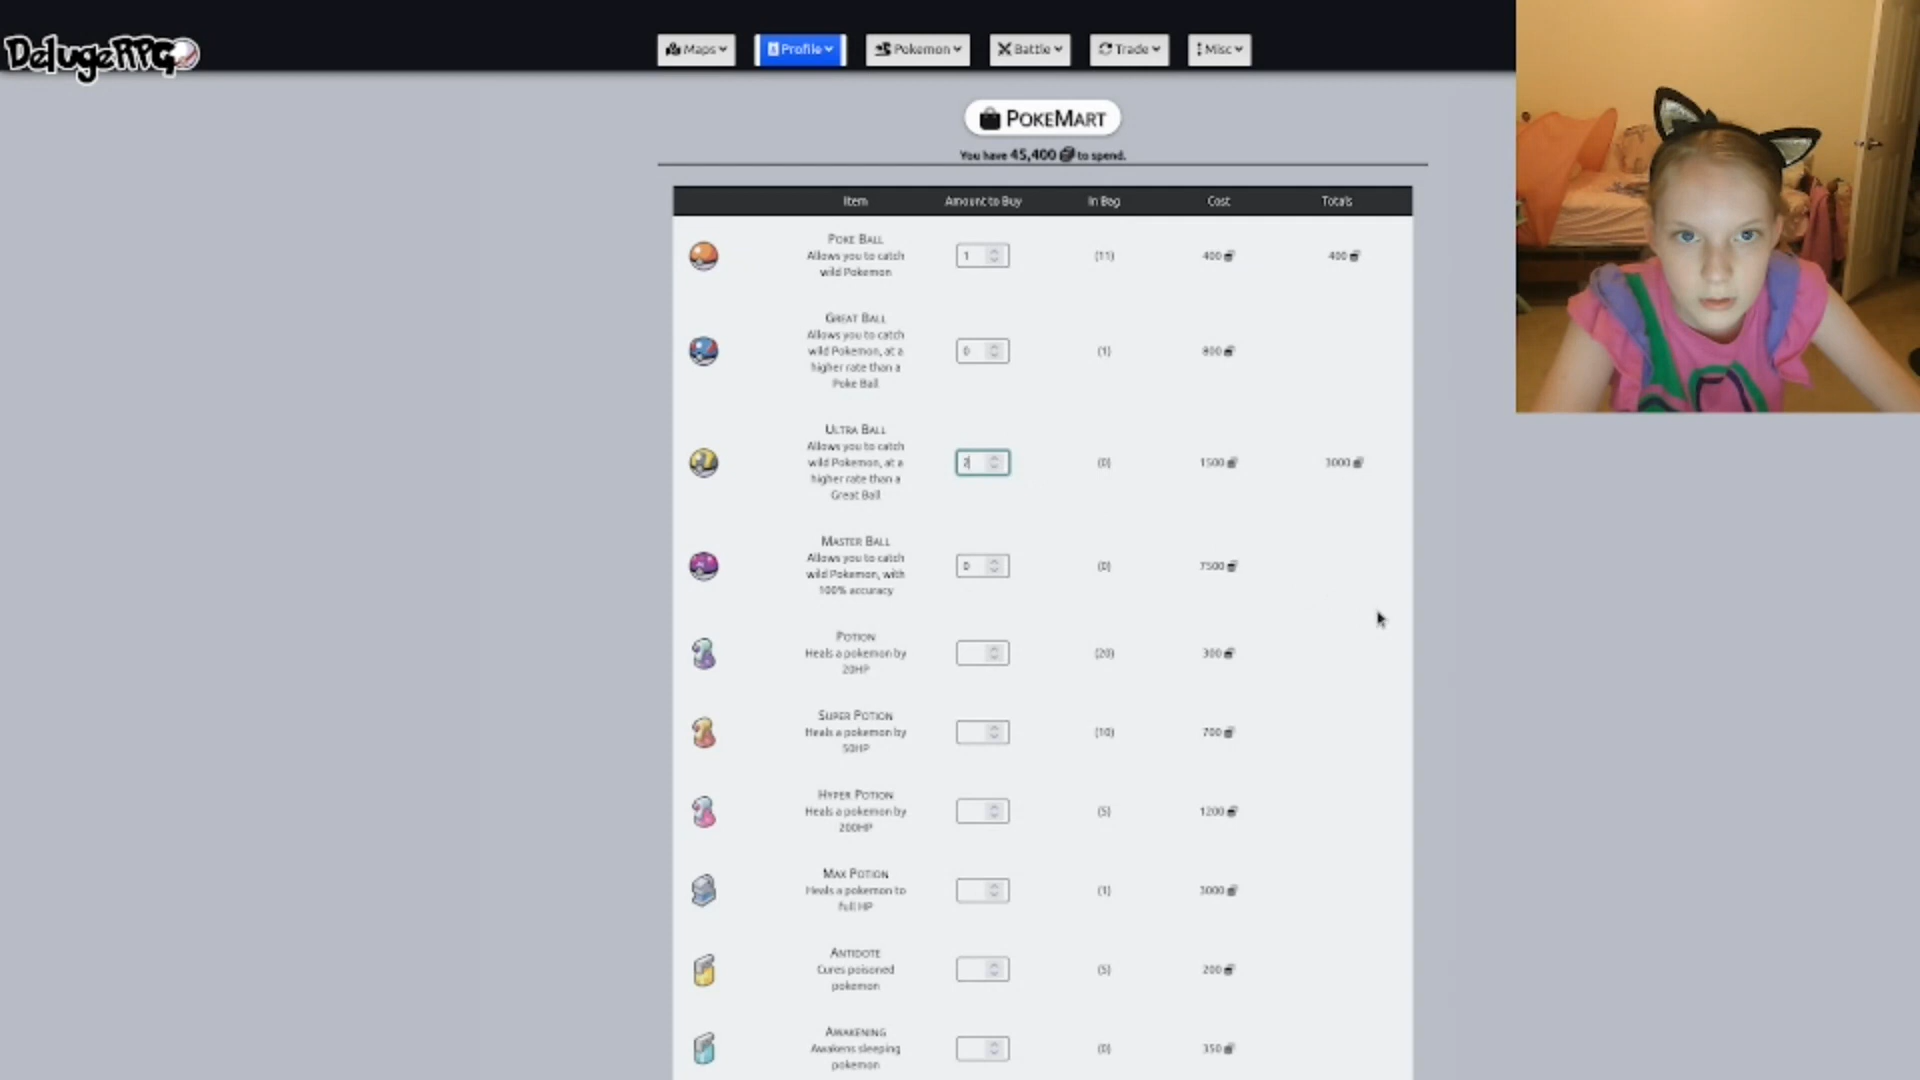 DelugeRPG
Maps
Profile
Pokemon
Battle
Trade
Misc
POKEMART
You have 45,400 to spend.
Item Amount to Buy In Bag Cost Totals
POKE BALL
Allows you to catch
wild Pokemon
1 (11) 400 400
GREAT BALL
Allows you to catch
wild Pokemon, at a
higher rate than a
Poke Ball
0 (1) 800
ULTRA BALL
Allows you to catch
wild Pokemon, at a
higher rate than a
Great Ball
2 (0) 1500 3000
MASTER BALL
Allows you to catch
wild Pokemon, with
100% accuracy
0 (0) 7500
POTION
Heals a pokemon by
20HP
(20) 300
SUPER POTION
Heals a pokemon by
50HP
(10) 700
HYPER POTION
Heals a pokemon by
200HP
(5) 1200
MAX POTION
Heals a pokemon to
full HP
(1) 3000
ANTIDOTE
Cures poisoned
pokemon
(5) 200
AWAKENING
Awakens sleeping
pokemon
(0) 350